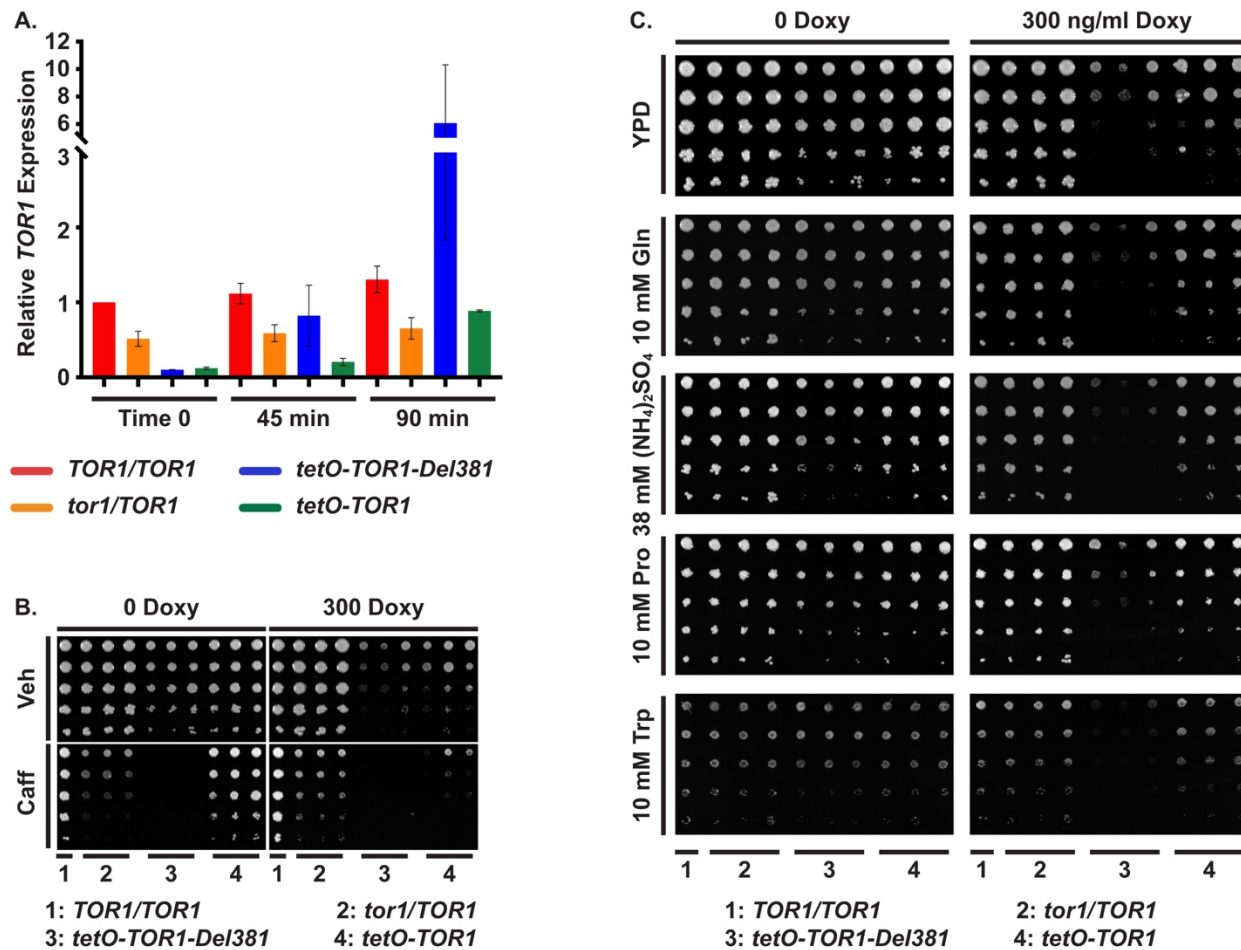 A.
12
10
8
6
4
3
2
1
0
Relative TOR1 Expression
Time 0 45 min 90 min
TOR1/TOR1 tetO-TOR1-Del381
tor1/TOR1 tetO-TOR1
B.
0 Doxy 300 Doxy
Veh
Caff
1 2 3 4 1 2 3 4
1: TOR1/TOR1 2: tor1/TOR1
3: tetO-TOR1-Del381 4: tetO-TOR1
C.
0 Doxy 300 ng/ml Doxy
YPD
10 mM Gln
38 mM (NH4)2SO4
10 mM Pro
10 mM Trp
1 2 3 4 1 2 3 4
1: TOR1/TOR1 2: tor1/TOR1
3: tetO-TOR1-Del381 4: tetO-TOR1